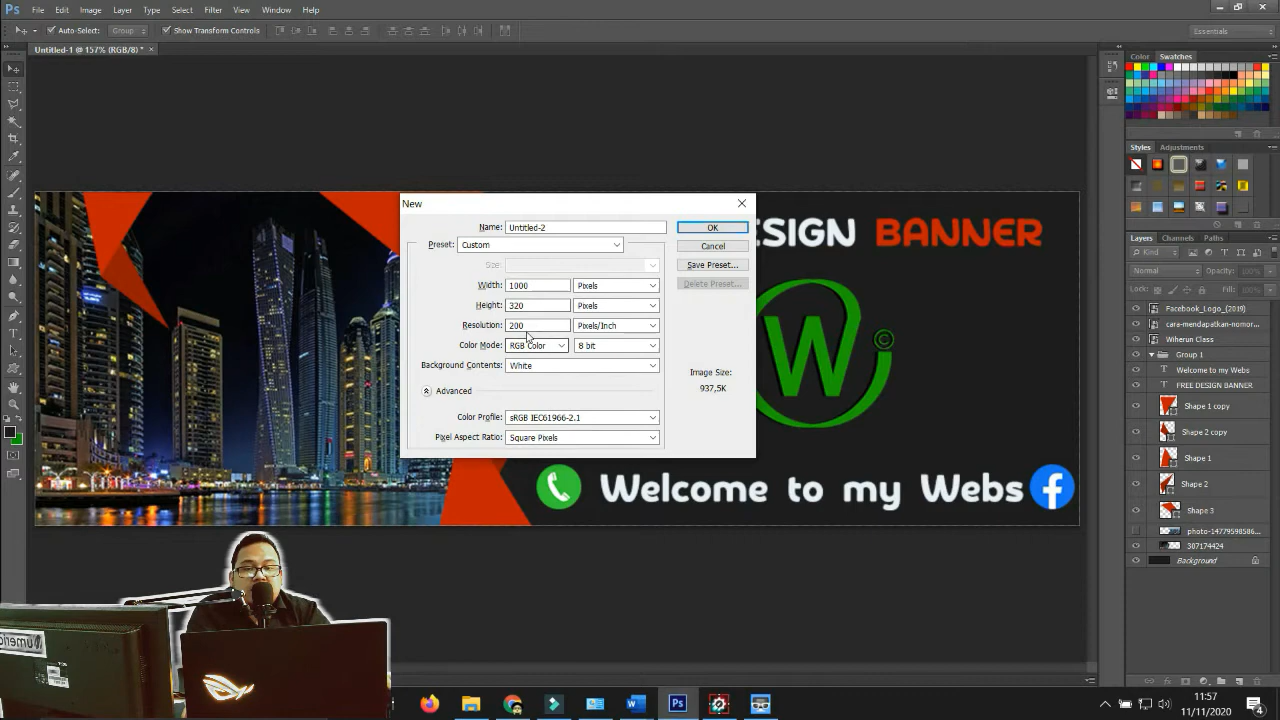 Ps File Edit Image Layer Type Select Filter View Window Help
Auto-Select: Group Show Transform Controls Essentials
Untitled-1 @ 157% (RGB/8) *
New
Name: Untitled-2 OK
Preset: Custom Cancel
Size: Save Preset...
Delete Preset...
Width: 1000 Pixels
Height: 320 Pixels
Resolution: 200 Pixels/Inch
Color Mode: RGB Color 8 bit
Background Contents: White
Image Size:
937,5K
Advanced
Color Profile: sRGB IEC61966-2.1
Pixel Aspect Ratio: Square Pixels
ESIGN BANNER
W
©
Welcome to my Webs
Color Swatches
Styles Adjustments
Layers Channels Paths
Kind
Normal Opacity: 100%
Lock: Fill: 100%
Facebook_Logo_(2019)
cara-mendapatkan-nomor...
Wiherun Class
Group 1
Welcome to my Webs
FREE DESIGN BANNER
Shape 1 copy
Shape 2 copy
Shape 1
Shape 2
Shape 3
photo-14779598586...
307174424
Background
11:57
11/11/2020
4